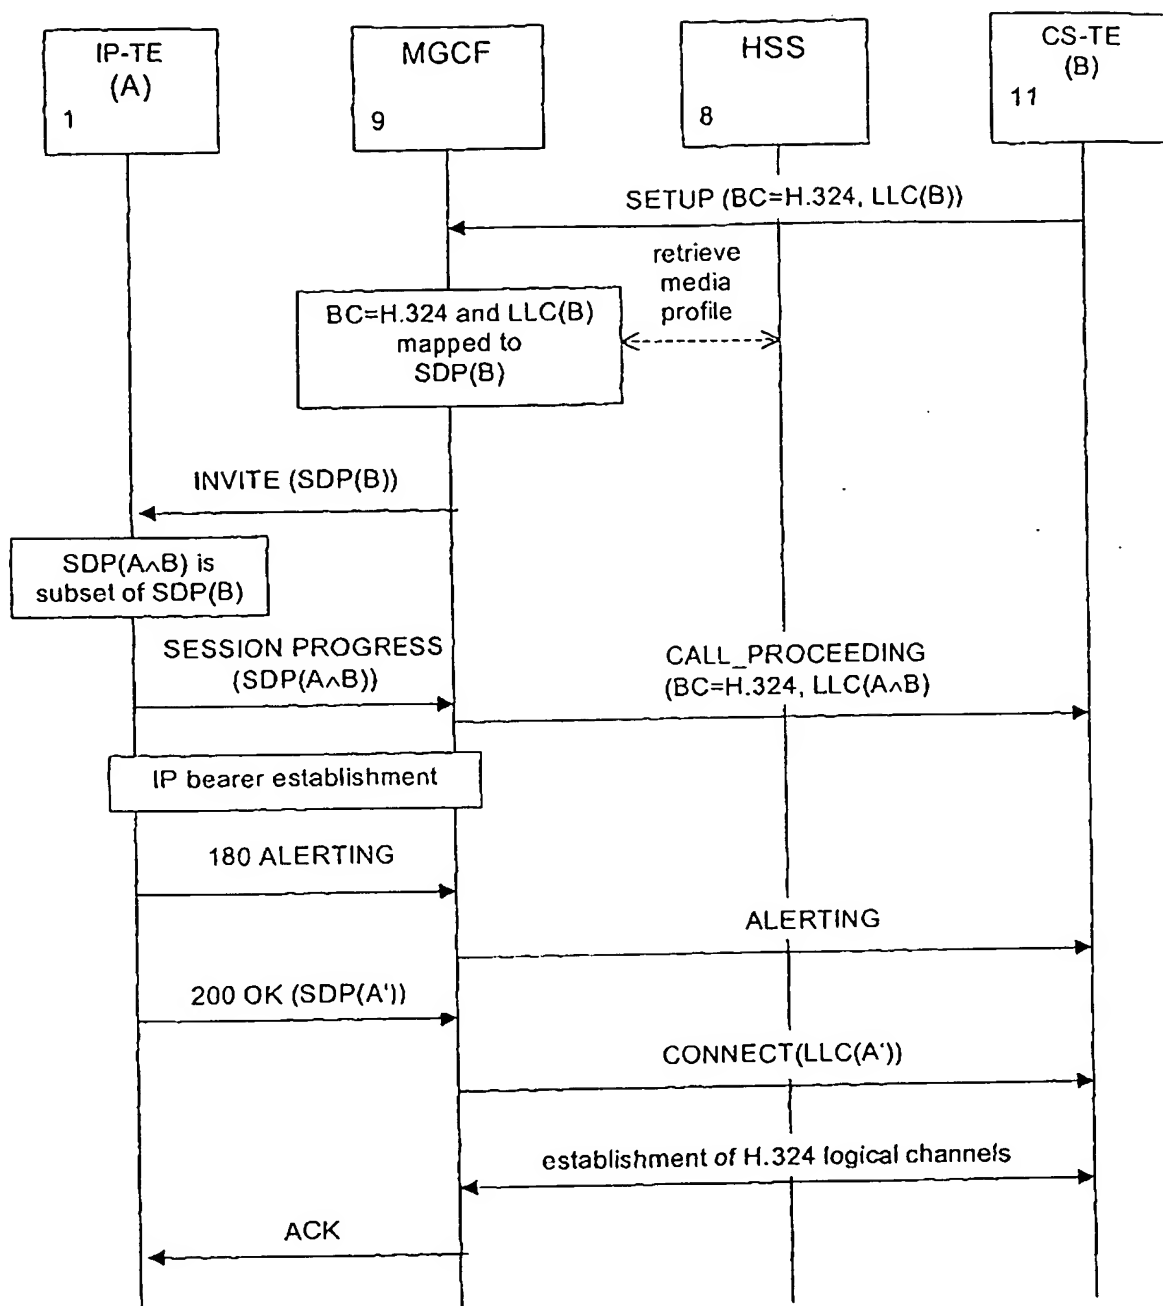 IP-TE
(A)
1
MGCF
9
HSS
8
CS-TE
(B)
11
SETUP (BC=H.324, LLC(B))
retrieve
media
profile
BC=H.324 and LLC(B)
mapped to
SDP(B)
INVITE (SDP(B))
SDP(A∧B) is
subset of SDP(B)
SESSION PROGRESS
(SDP(A∧B))
CALL_PROCEEDING
(BC=H.324, LLC(A∧B)
IP bearer establishment
180 ALERTING
ALERTING
200 OK (SDP(A'))
CONNECT(LLC(A'))
establishment of H.324 logical channels
ACK